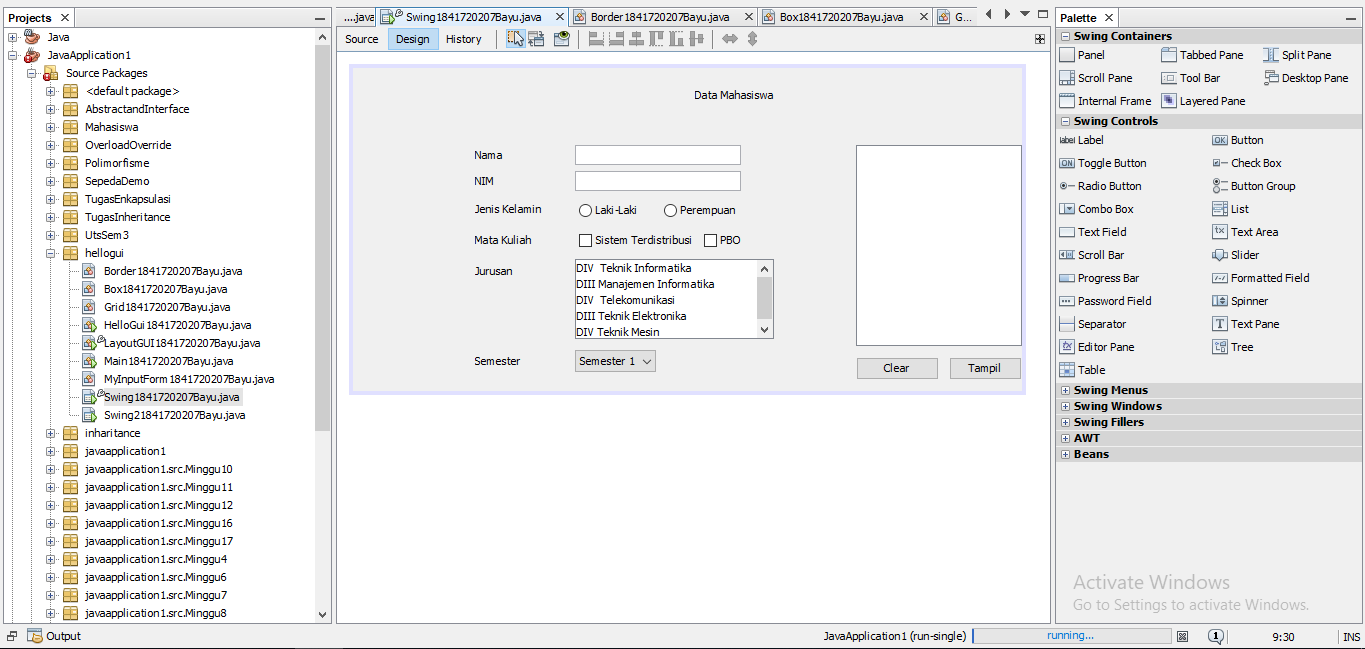 Projects
Java
JavaApplication1
Source Packages
<default package>
AbstractandInterface
Mahasiswa
OverloadOverride
Polimorfisme
SepedaDemo
TugasEnkapsulasi
TugasInheritance
UtsSem3
hellogui
Border1841720207Bayu.java
Box1841720207Bayu.java
Grid1841720207Bayu.java
HelloGui1841720207Bayu.java
LayoutGUI1841720207Bayu.java
Main1841720207Bayu.java
MyInputForm1841720207Bayu.java
Swing1841720207Bayu.java
Swing21841720207Bayu.java
inharitance
javaapplication1
javaapplication1.src.Minggu10
javaapplication1.src.Minggu11
javaapplication1.src.Minggu12
javaapplication1.src.Minggu16
javaapplication1.src.Minggu17
javaapplication1.src.Minggu4
javaapplication1.src.Minggu6
javaapplication1.src.Minggu7
javaapplication1.src.Minggu8
...java Swing1841720207Bayu.java Border1841720207Bayu.java Box1841720207Bayu.java G...
Source Design History
Data Mahasiswa
Nama
NIM
Jenis Kelamin Laki-Laki Perempuan
Mata Kuliah Sistem Terdistribusi PBO
Jurusan
DIV Teknik Informatika
DIII Manajemen Informatika
DIV Telekomunikasi
DIII Teknik Elektronika
DIV Teknik Mesin
Semester Semester 1
Clear Tampil
Palette
Swing Containers
Panel Tabbed Pane Split Pane
Scroll Pane Tool Bar Desktop Pane
Internal Frame Layered Pane
Swing Controls
label Label OK Button
ON Toggle Button Check Box
Radio Button Button Group
Combo Box List
Text Field Text Area
Scroll Bar Slider
Progress Bar Formatted Field
Password Field Spinner
Separator T Text Pane
Editor Pane Tree
Table
Swing Menus
Swing Windows
Swing Fillers
AWT
Beans
Activate Windows
Go to Settings to activate Windows.
Output JavaApplication1 (run-single) running... 1 9:30 INS